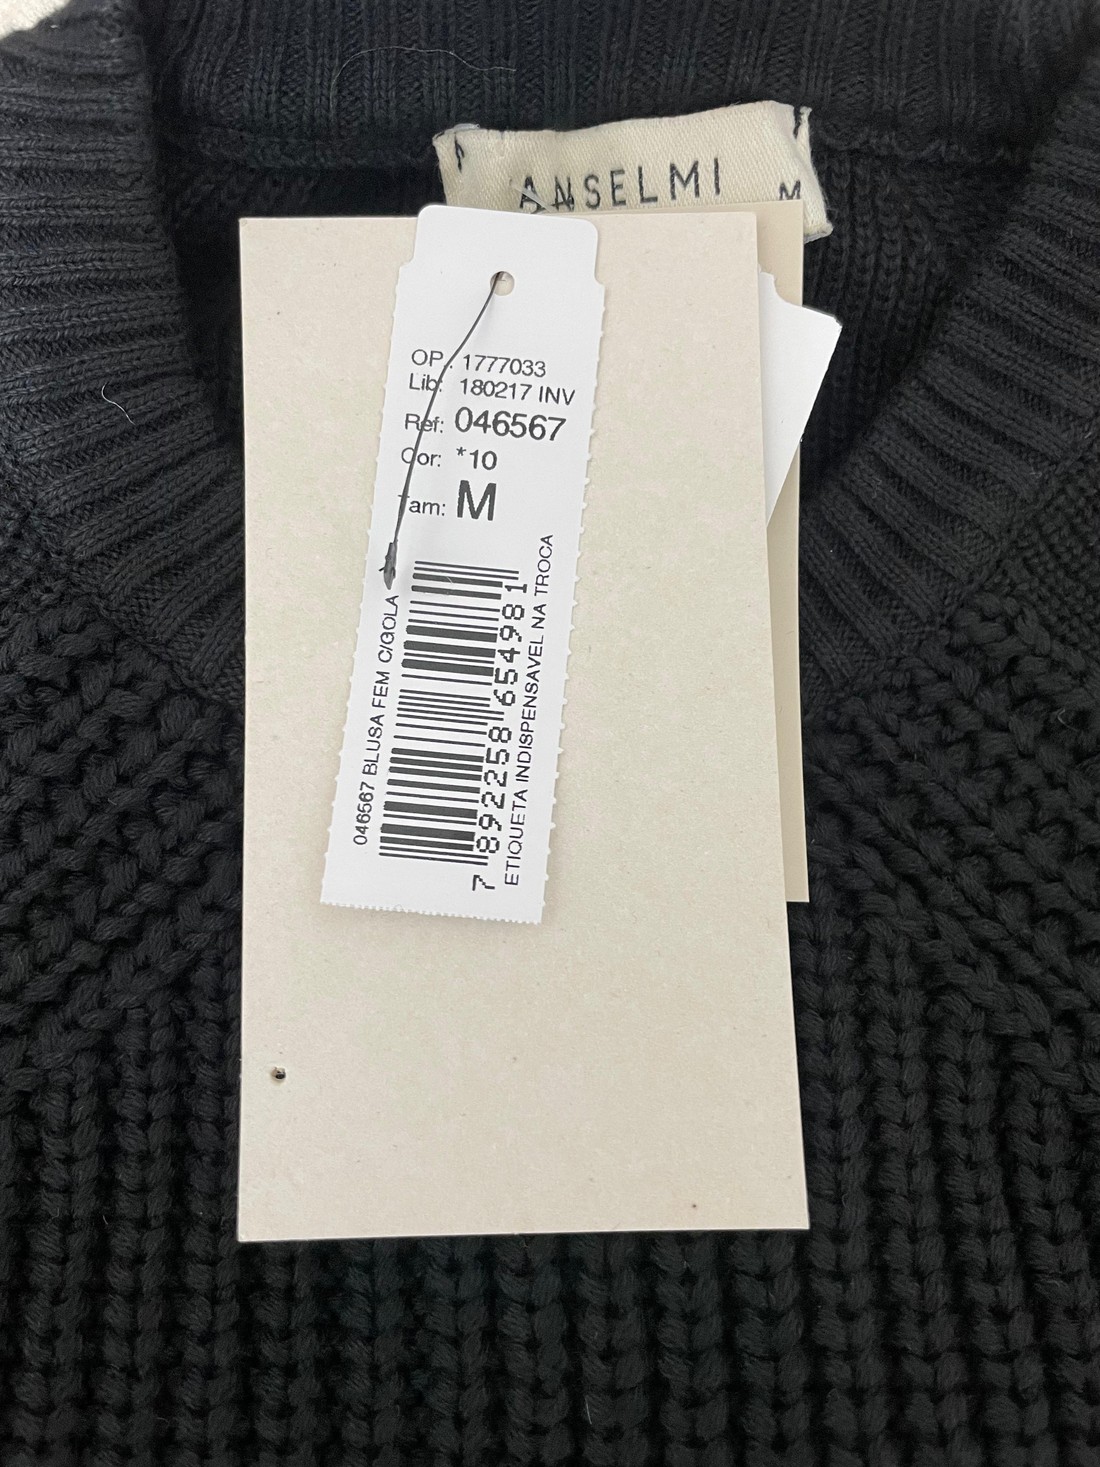 ANSELMI M
OP.: 1777033
Lib: 180217 INV
Ref: 046567
Cor: *10
Tam: M
046567 BLUSA FEM C/GOLA
7 892258 654981
ETIQUETA INDISPENSAVEL NA TROCA